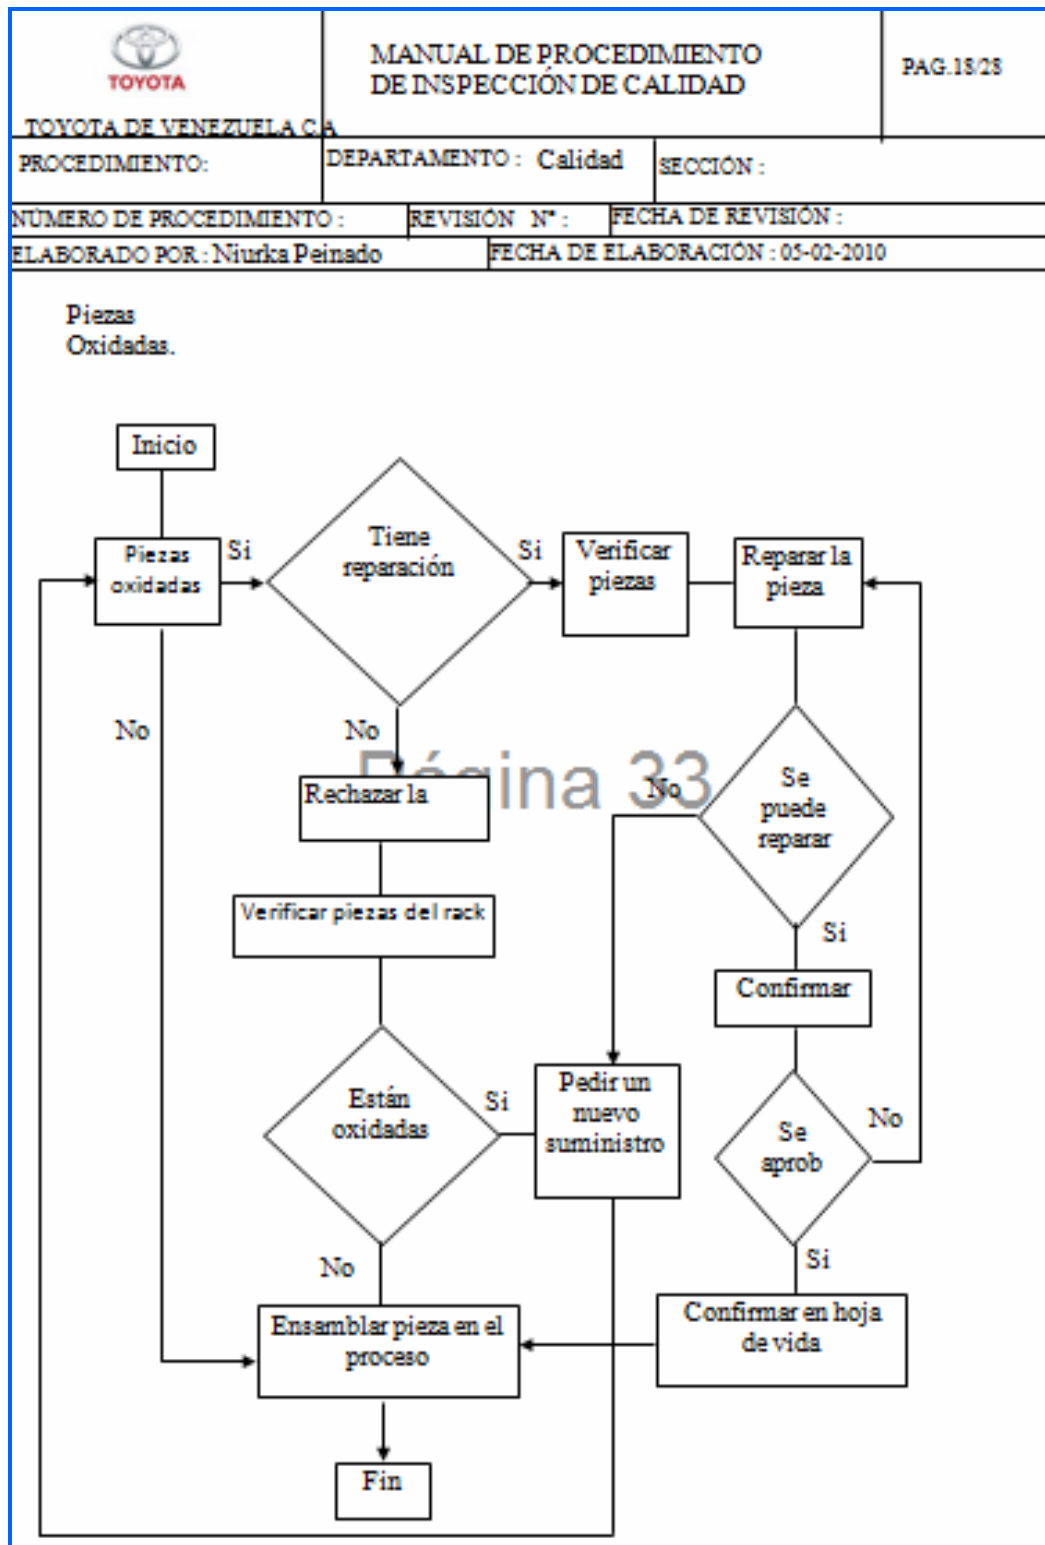 TOYOTA
TOYOTA DE VENEZUELA C.A
MANUAL DE PROCEDIMIENTO
DE INSPECCIÓN DE CALIDAD
PAG.18/28
PROCEDIMIENTO:
DEPARTAMENTO : Calidad
SECCIÓN :
NÚMERO DE PROCEDIMIENTO :
REVISIÓN N° :
FECHA DE REVISIÓN :
ELABORADO POR : Niurka Peinado
FECHA DE ELABORACIÓN : 05-02-2010
Piezas
Oxidadas.
Inicio
Piezas
oxidadas
Si
Tiene
reparación
Si
Verificar
piezas
Reparar la
pieza
No
No
Página 33
Rechazar la
No
Se
puede
reparar
Verificar piezas del rack
Si
Confirmar
Están
oxidadas
Si
Pedir un
nuevo
suministro
Se
aprob
No
No
Si
Ensamblar pieza en el
proceso
Confirmar en hoja
de vida
Fin